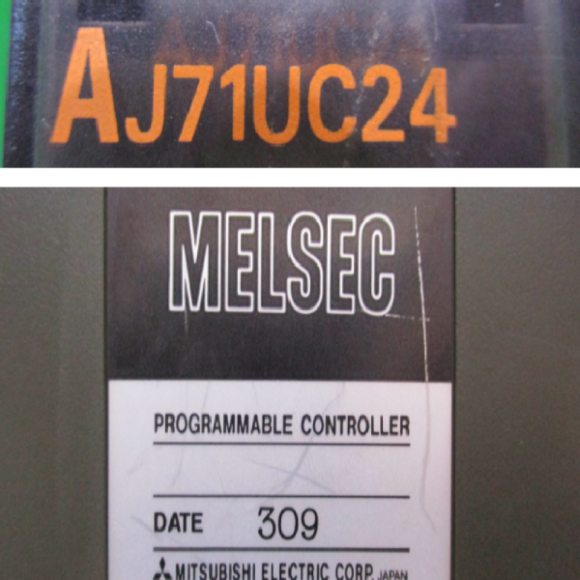 AJ71UC24
MELSEC
PROGRAMMABLE CONTROLLER
DATE 309
MITSUBISHI ELECTRIC CORP. JAPAN